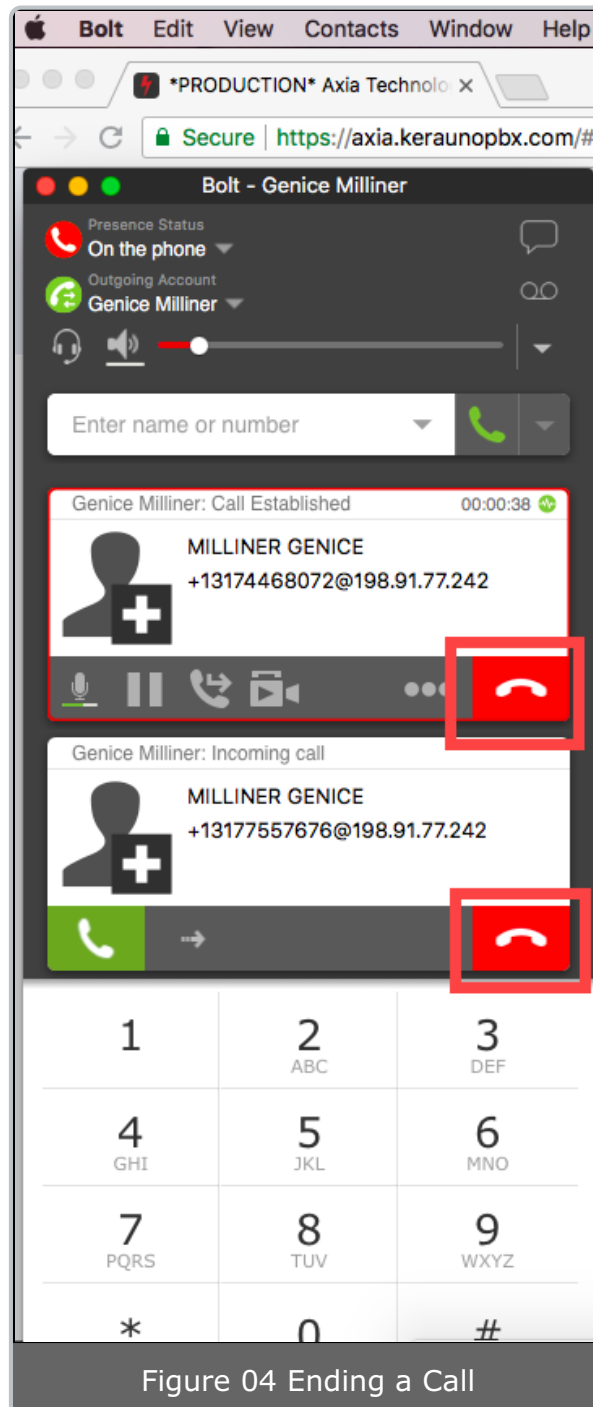 Bolt Edit View Contacts Window Help
*PRODUCTION* Axia Technolo
Secure | https://axia.keraunopbx.com/#
Bolt - Genice Milliner
Presence Status
On the phone
Outgoing Account
Genice Milliner
Enter name or number
Genice Milliner: Call Established 00:00:38
MILLINER GENICE
+13174468072@198.91.77.242
Genice Milliner: Incoming call
MILLINER GENICE
+13177557676@198.91.77.242
1 2 3
ABC DEF
4 5 6
GHI JKL MNO
7 8 9
PQRS TUV WXYZ
* 0 #
Figure 04 Ending a Call